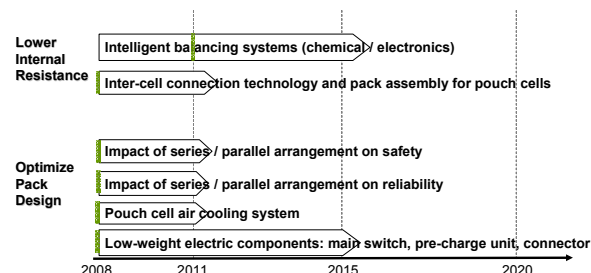 Lower
Internal
Resistance
Intelligent balancing systems (chemical / electronics)
Inter-cell connection technology and pack assembly for pouch cells
Optimize
Pack
Design
Impact of series / parallel arrangement on safety
Impact of series / parallel arrangement on reliability
Pouch cell air cooling system
Low-weight electric components: main switch, pre-charge unit, connector
2008 2011 2015 2020